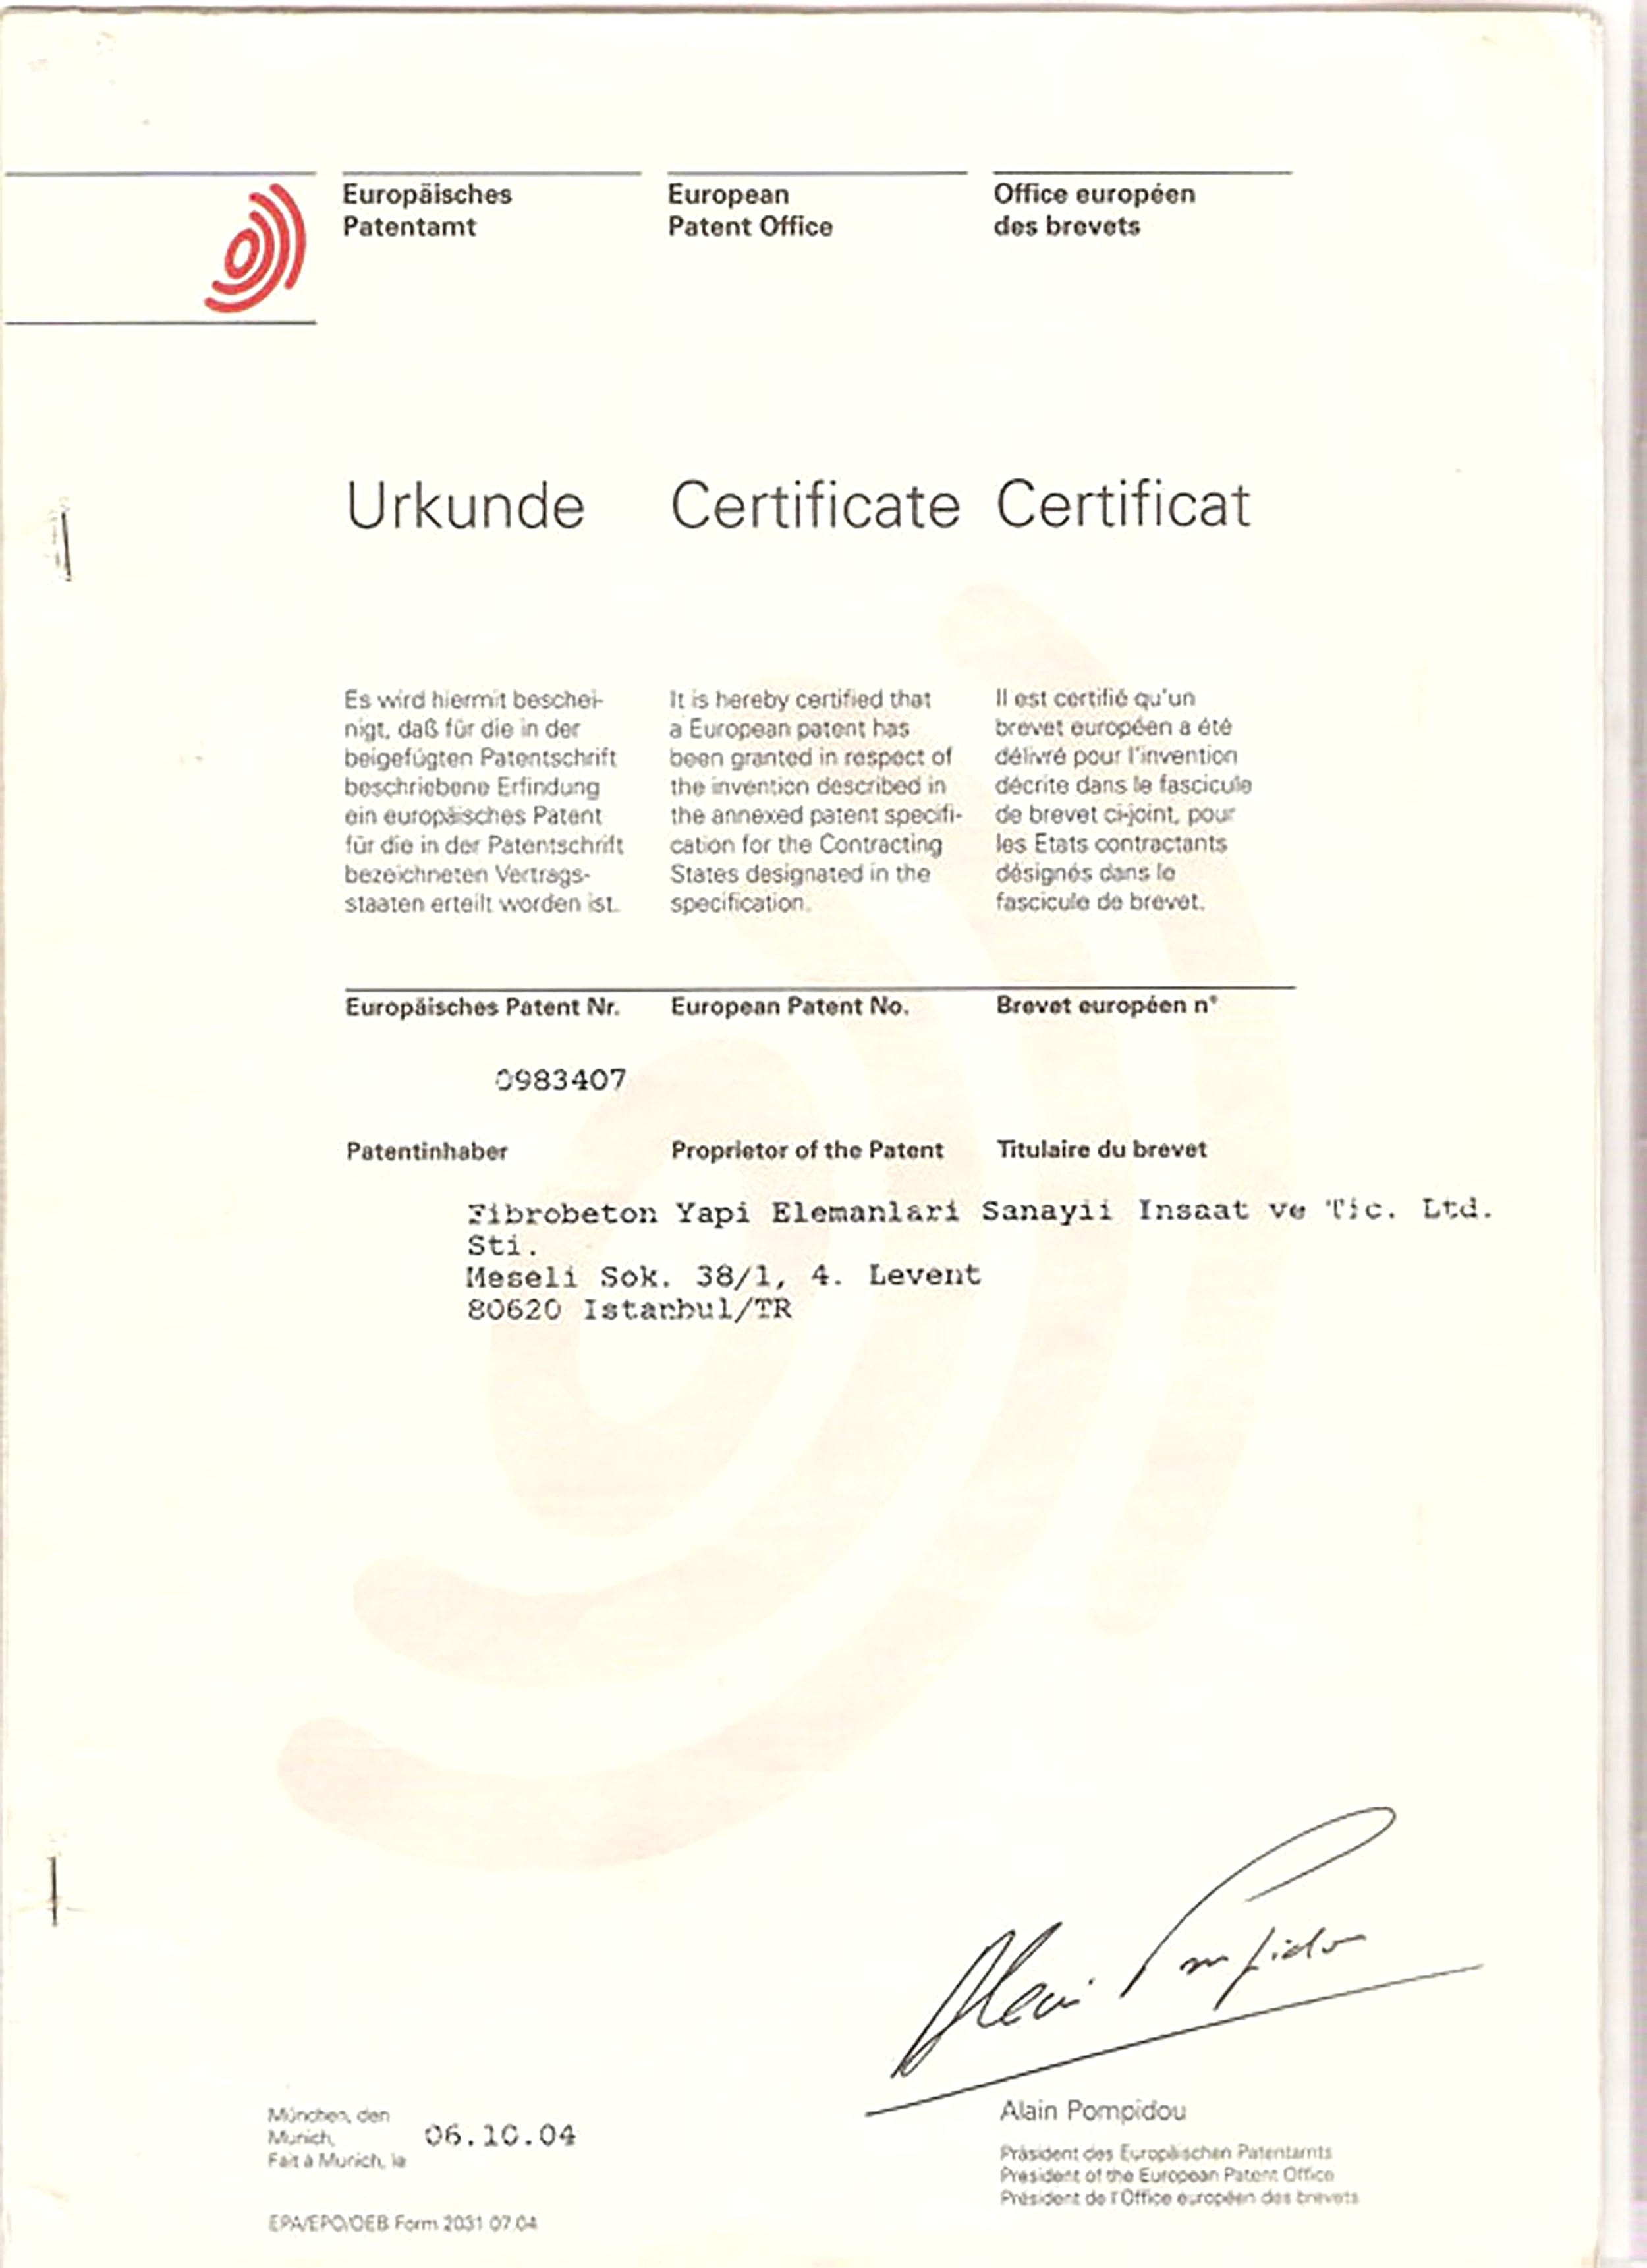 Europäisches
Patentamt
European
Patent Office
Office européen
des brevets
Urkunde
Certificate
Certificat
Es wird hiermit beschei-
nigt, daß für die in der
beigefügten Patentschrift
beschriebene Erfindung
ein europäisches Patent
für die in der Patentschrift
bezeichneten Vertrags-
staaten erteilt worden ist.
It is hereby certified that
a European patent has
been granted in respect of
the invention described in
the annexed patent specifi-
cation for the Contracting
States designated in the
specification.
Il est certifié qu'un
brevet européen a été
délivré pour l'invention
décrite dans le fascicule
de brevet ci-joint, pour
les Etats contractants
désignés dans le
fascicule de brevet.
Europäisches Patent Nr.
European Patent No.
Brevet européen n°
0983407
Patentinhaber
Proprietor of the Patent
Titulaire du brevet
Fibrobeton Yapi Elemanlari Sanayii Insaat ve Tic. Ltd.
Sti.
Meseli Sok. 38/1, 4. Levent
80620 Istanbul/TR
Alain Pompidou
München, den
Munich,
Fait à Munich, le
06.10.04
Alain Pompidou
Präsident des Europäischen Patentamts
President of the European Patent Office
Président de l'Office européen des brevets
EPA/EPO/OEB Form 2031 07.04